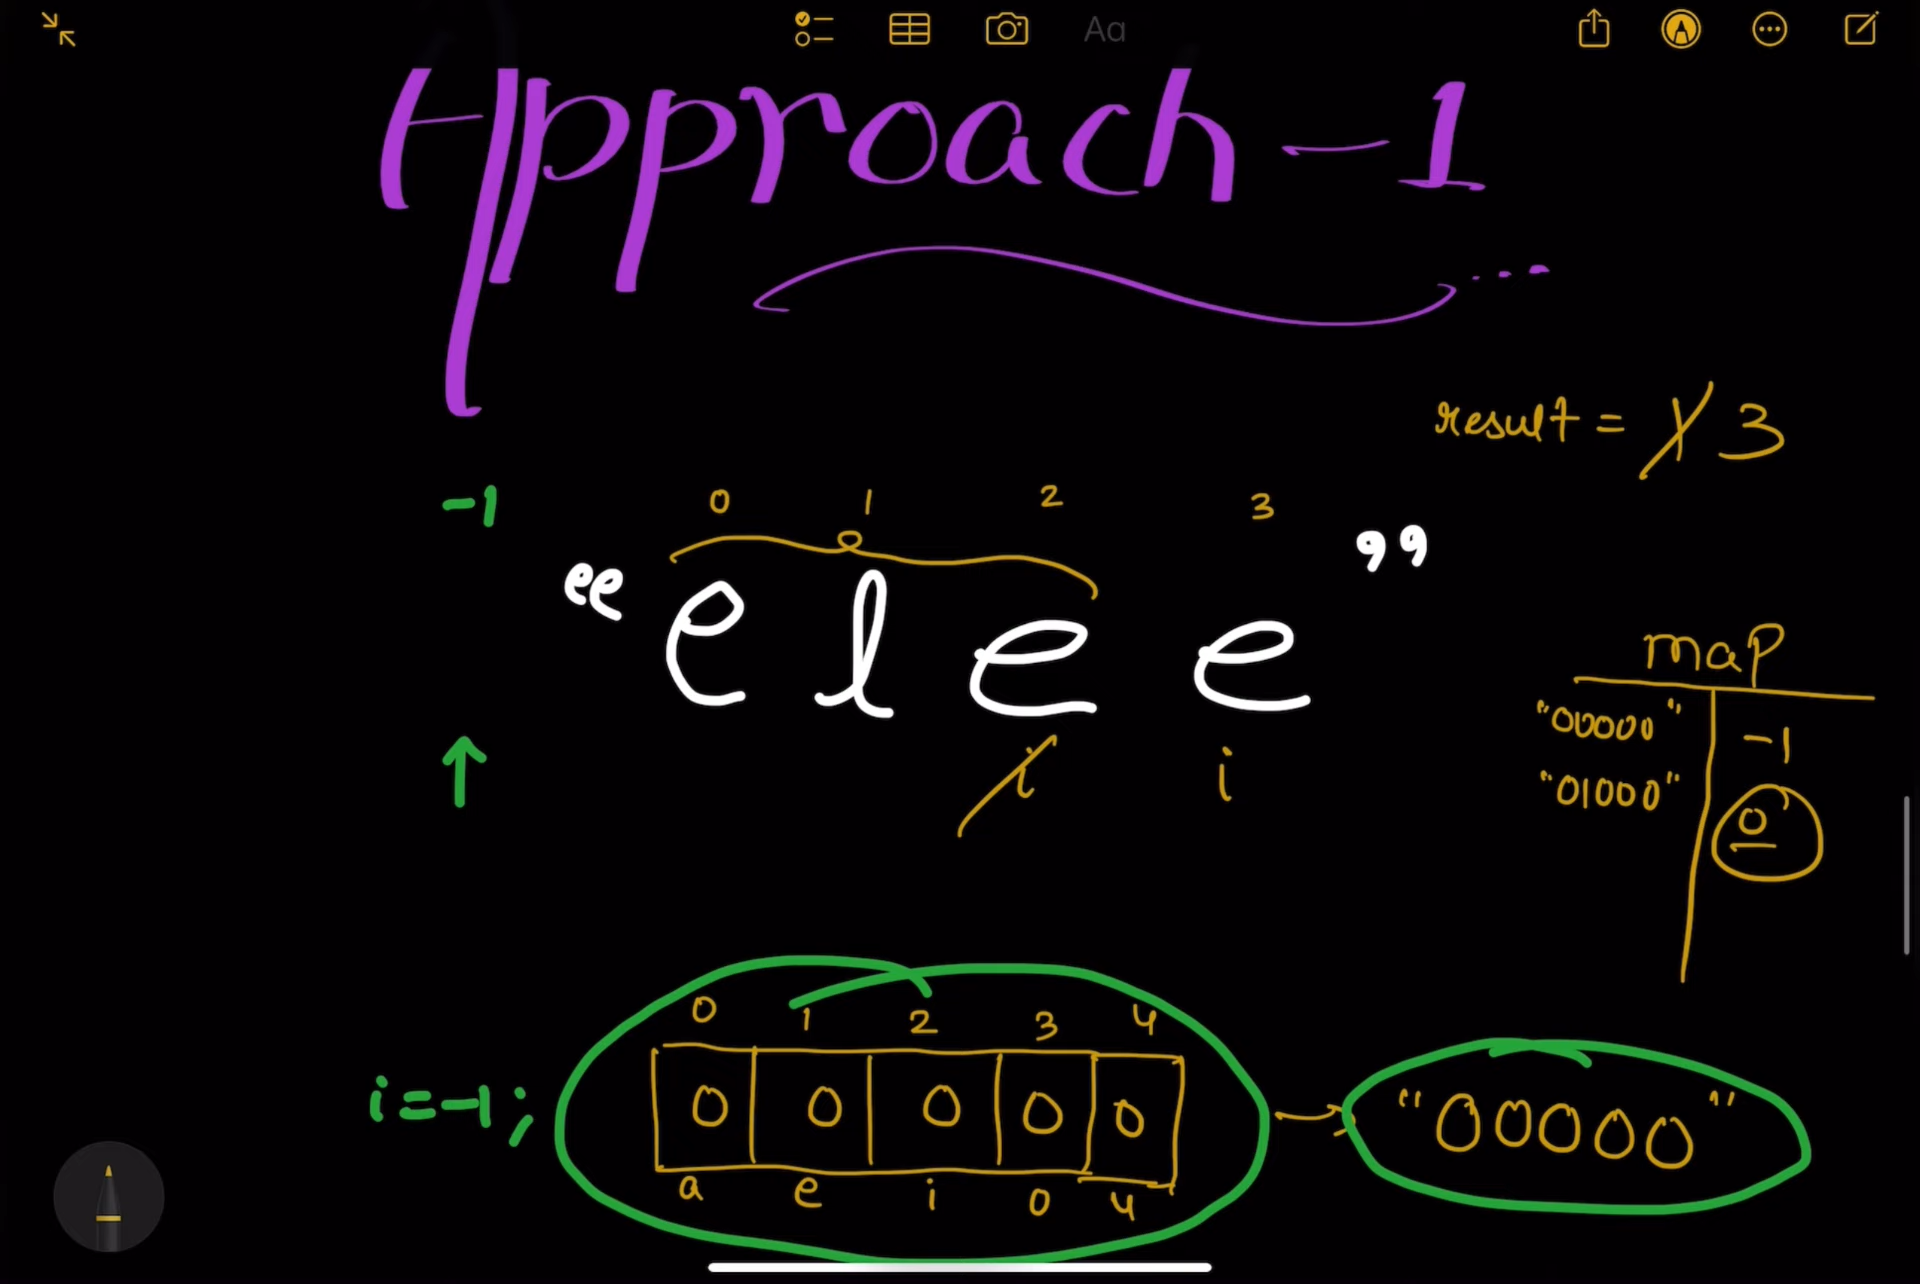 Aa
Approach-1
result = 1 3
-1 0 1 2 3
"elee"
i i
map
"00000" -1
"01000" 0
0 1 2 3 4
i=-1; 0 0 0 0 0 → "00000"
a e i o u